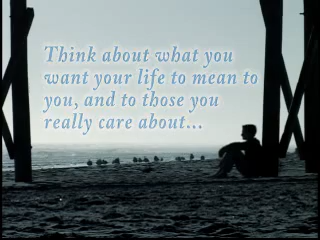 Think about what you
want your life to mean to
you, and to those you
really care about...